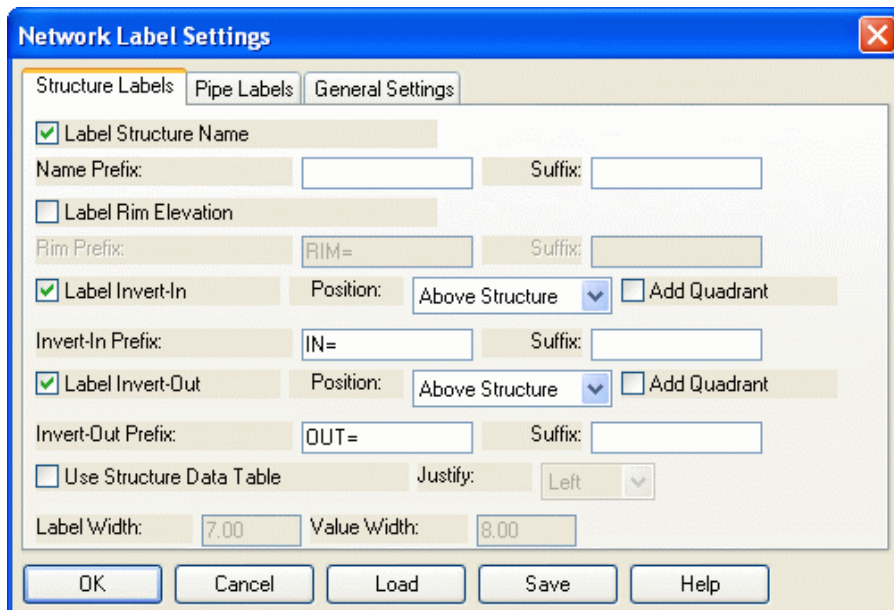 Network Label Settings
Structure Labels Pipe Labels General Settings
Label Structure Name
Name Prefix: Suffix:
Label Rim Elevation
Rim Prefix: RIM= Suffix:
Label Invert-In Position: Above Structure Add Quadrant
Invert-In Prefix: IN= Suffix:
Label Invert-Out Position: Above Structure Add Quadrant
Invert-Out Prefix: OUT= Suffix:
Use Structure Data Table Justify: Left
Label Width: 7.00 Value Width: 8.00
OK Cancel Load Save Help